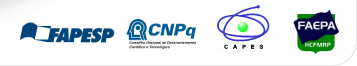 FAPESP
CNPq
Conselho Nacional de Desenvolvimento
Científico e Tecnológico
CAPES
FAEPA
HCFMRP